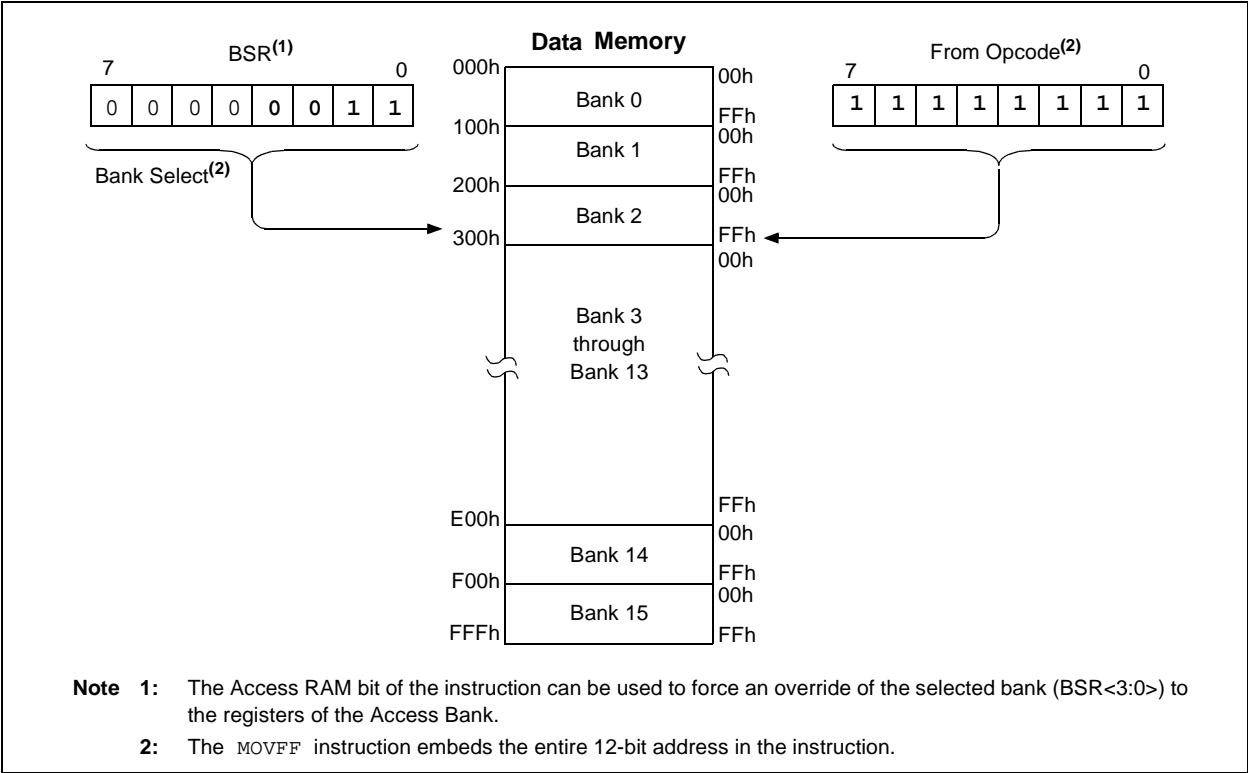 Data Memory
BSR(1)
7 0
0 0 0 0 0 0 1 1
Bank Select(2)
From Opcode(2)
7 0
1 1 1 1 1 1 1 1
000h
00h
Bank 0
FFh
100h
00h
Bank 1
FFh
200h
00h
Bank 2
FFh
300h
00h
Bank 3
through
Bank 13
FFh
E00h
00h
Bank 14
FFh
F00h
00h
Bank 15
FFFh
FFh
Note 1: The Access RAM bit of the instruction can be used to force an override of the selected bank (BSR<3:0>) to
the registers of the Access Bank.
2: The MOVFF instruction embeds the entire 12-bit address in the instruction.